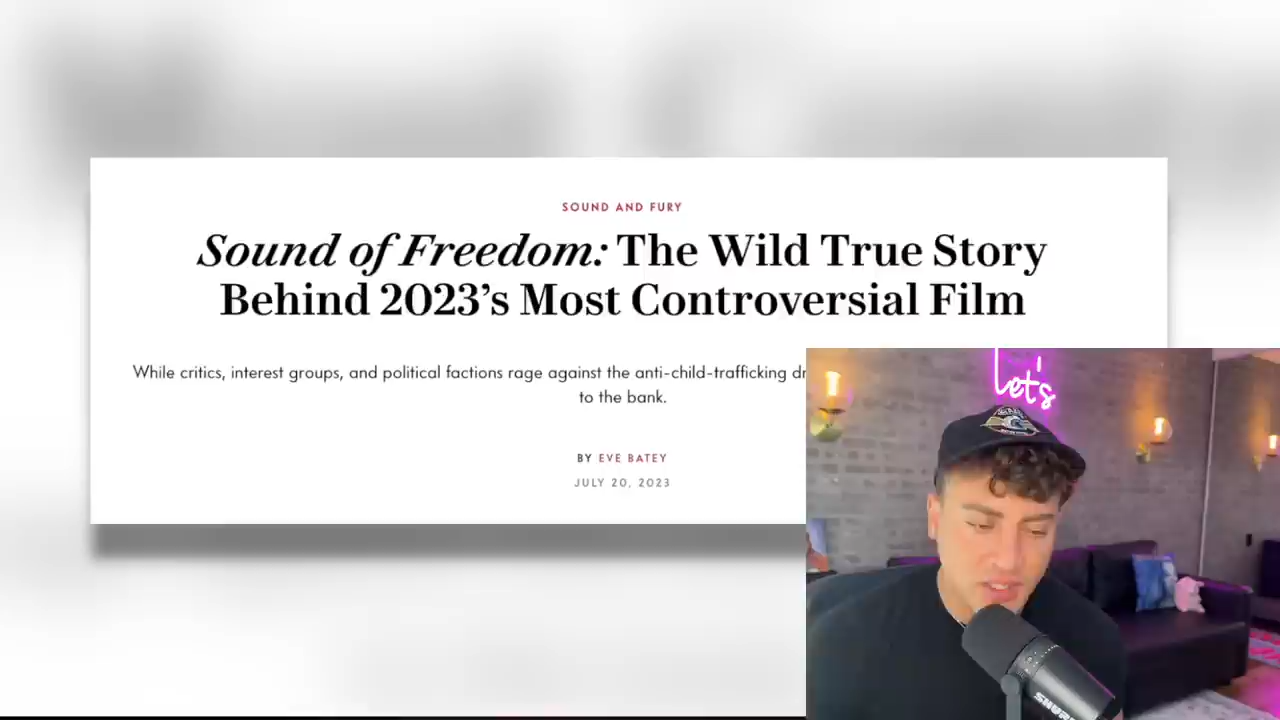 SOUND AND FURY
Sound of Freedom: The Wild True Story
Behind 2023's Most Controversial Film
While critics, interest groups, and political factions rage against the anti-child-trafficking
to the bank.
BY EVE BATEY
JULY 20, 2023
let's
SHURE